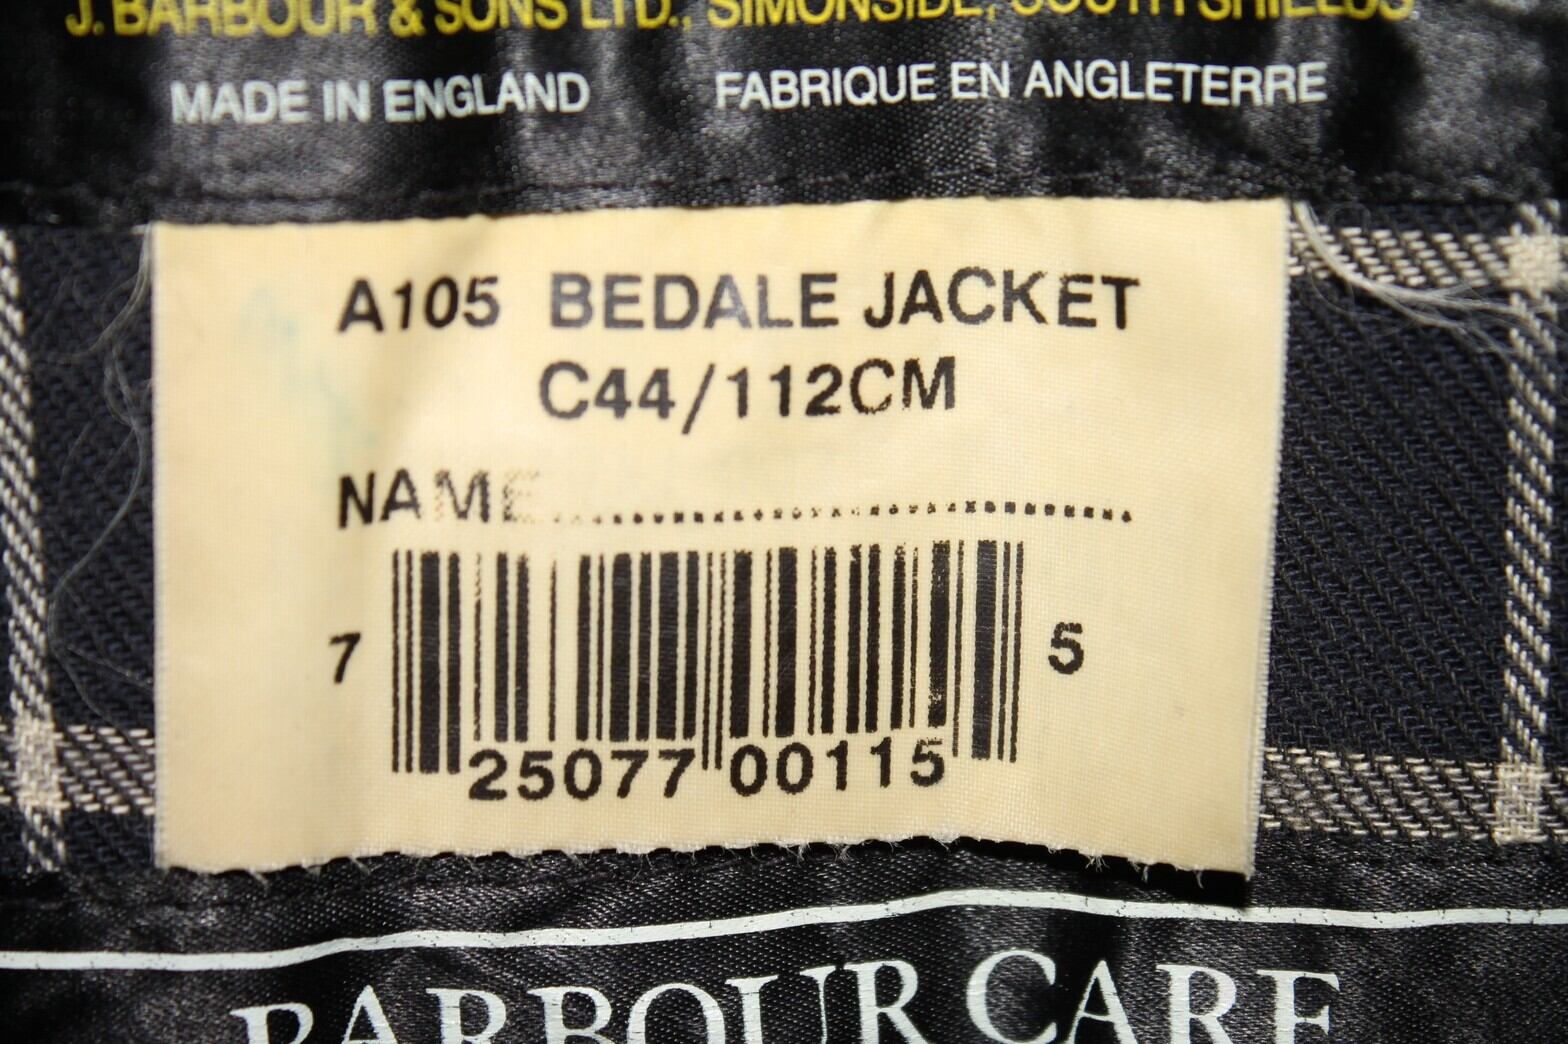 J. BARBOUR & SONS LTD., SIMONSIDE, SOUTH SHIELDS
MADE IN ENGLAND FABRIQUE EN ANGLETERRE
A105 BEDALE JACKET
C44/112CM
NAME..............................
7 25077 00115 5
BARBOUR CARE